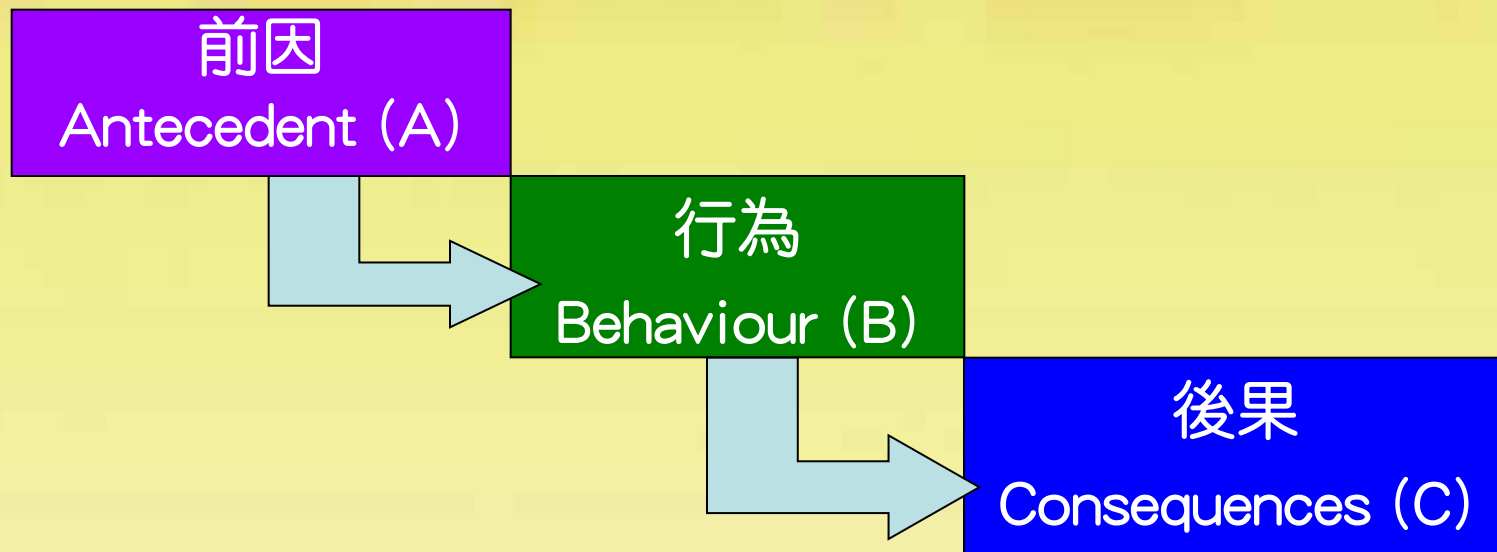 前因
Antecedent (A)
行為
Behaviour (B)
後果
Consequences (C)